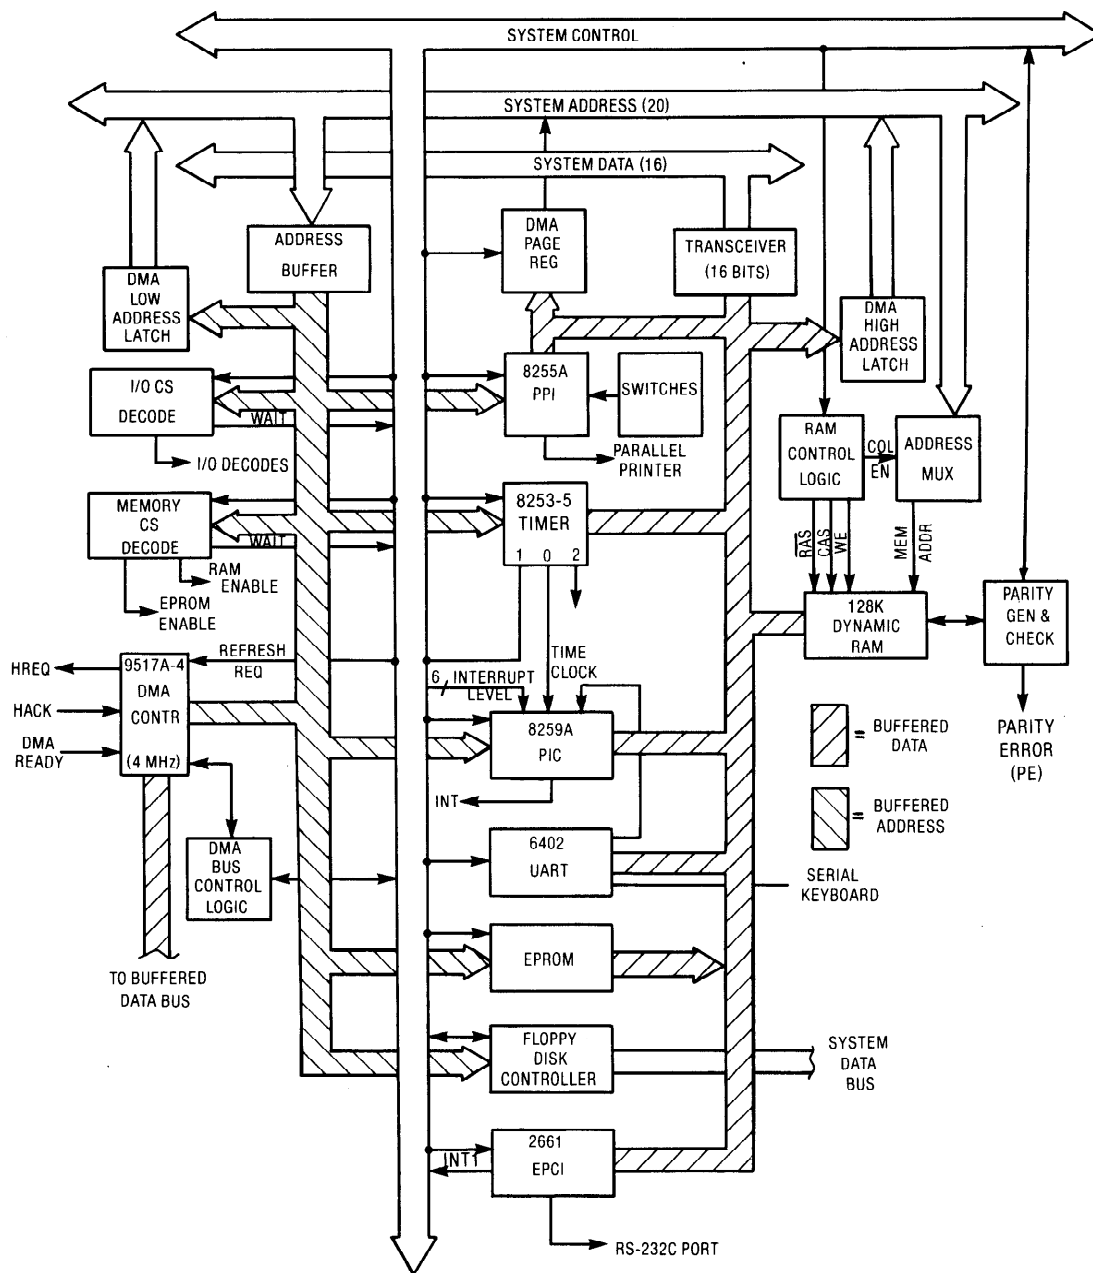 SYSTEM CONTROL
SYSTEM ADDRESS (20)
SYSTEM DATA (16)
ADDRESS
BUFFER
DMA
PAGE
REG
TRANSCEIVER
(16 BITS)
DMA
LOW
ADDRESS
LATCH
DMA
HIGH
ADDRESS
LATCH
I/O CS
DECODE
WAIT
I/O DECODES
8255A
PPI
SWITCHES
PARALLEL
PRINTER
RAM
CONTROL
LOGIC
COL
EN
ADDRESS
MUX
MEMORY
CS
DECODE
WAIT
RAM
ENABLE
EPROM
ENABLE
8253-5
TIMER
1 0 2
RAS
CAS
WE
MEM
ADDR
128K
DYNAMIC
RAM
PARITY
GEN &
CHECK
PARITY
ERROR
(PE)
HREQ
HACK
DMA
READY
9517A-4
DMA
CONTR
(4 MHz)
REFRESH
REQ
TIME
CLOCK
6 INTERRUPT
LEVEL
8259A
PIC
INT
= BUFFERED
DATA
= BUFFERED
ADDRESS
DMA
BUS
CONTROL
LOGIC
6402
UART
SERIAL
KEYBOARD
TO BUFFERED
DATA BUS
EPROM
FLOPPY
DISK
CONTROLLER
SYSTEM
DATA
BUS
2661
EPCI
INT1
RS-232C PORT